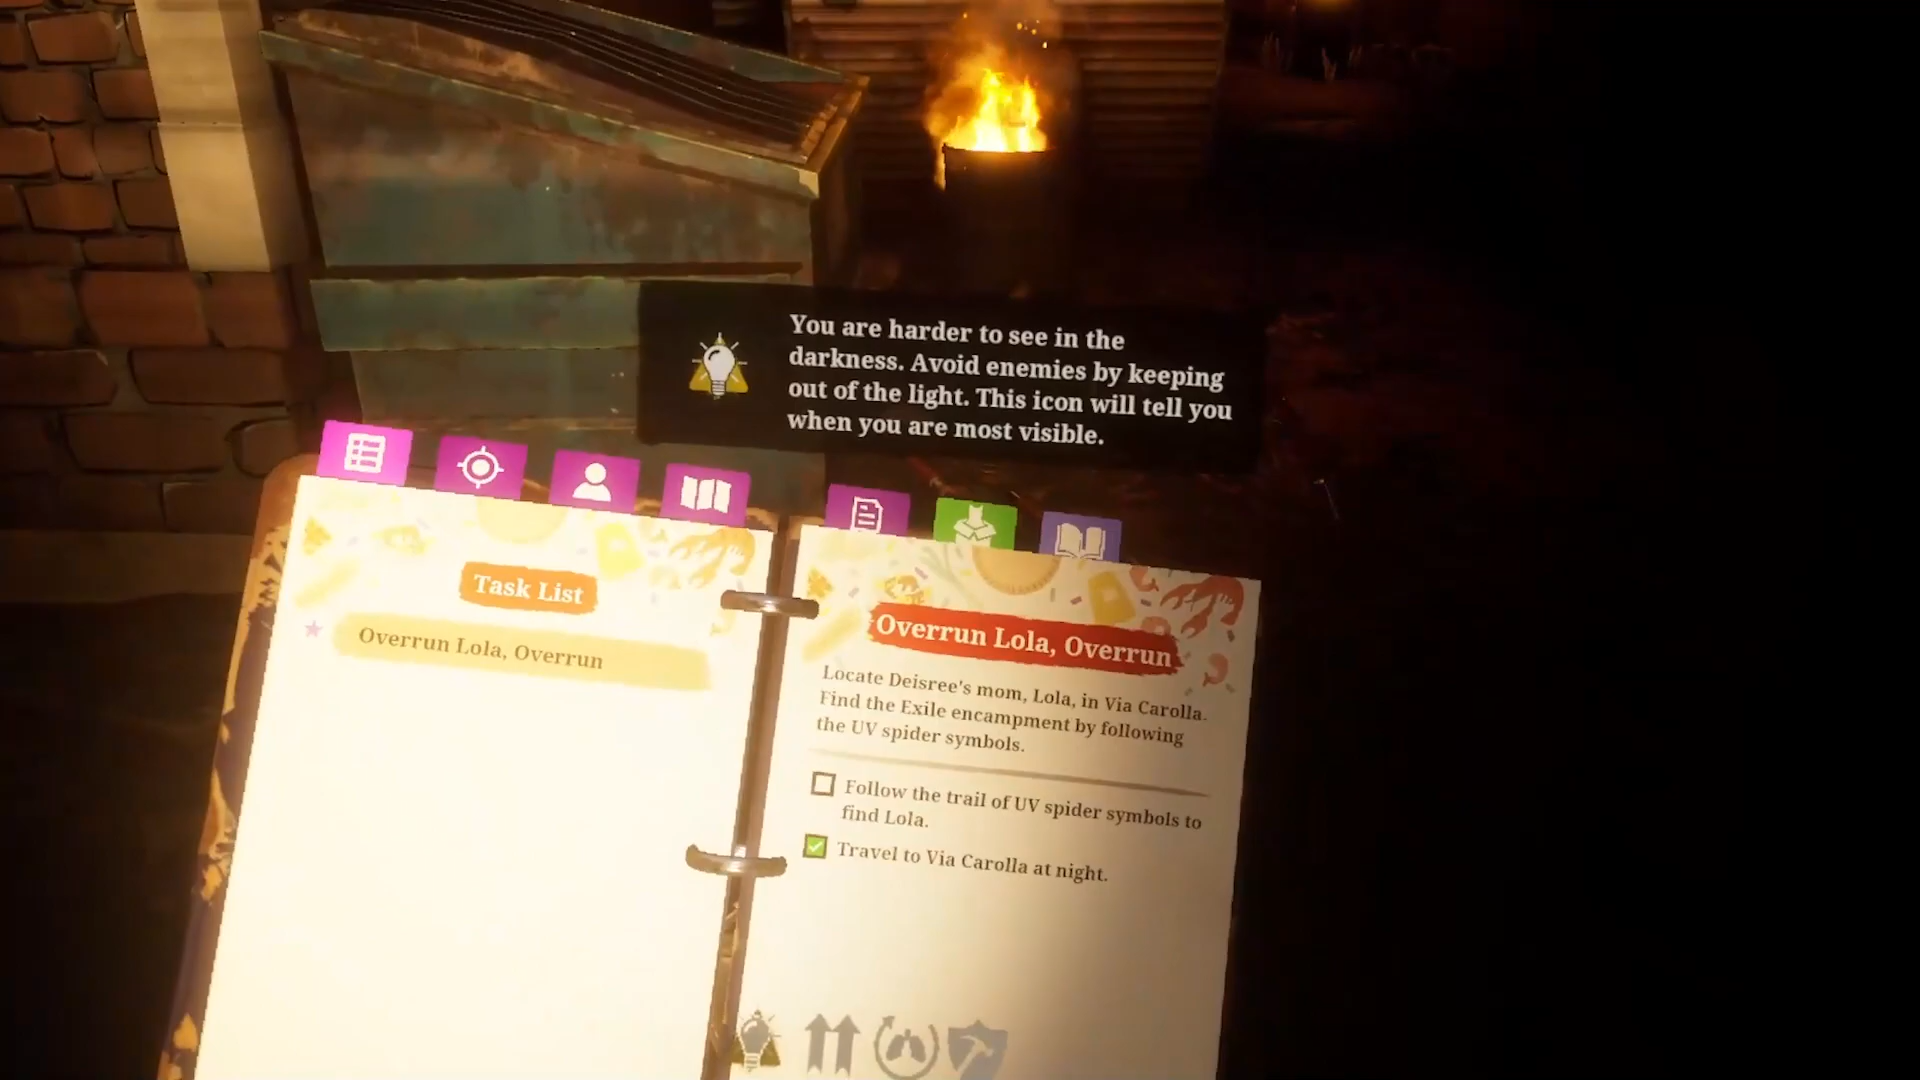 You are harder to see in the
darkness. Avoid enemies by keeping
out of the light. This icon will tell you
when you are most visible.
Task List
Overrun Lola, Overrun
Overrun Lola, Overrun
Locate Deisree's mom, Lola, in Via Carolla.
Find the Exile encampment by following
the UV spider symbols.
Follow the trail of UV spider symbols to
find Lola.
Travel to Via Carolla at night.